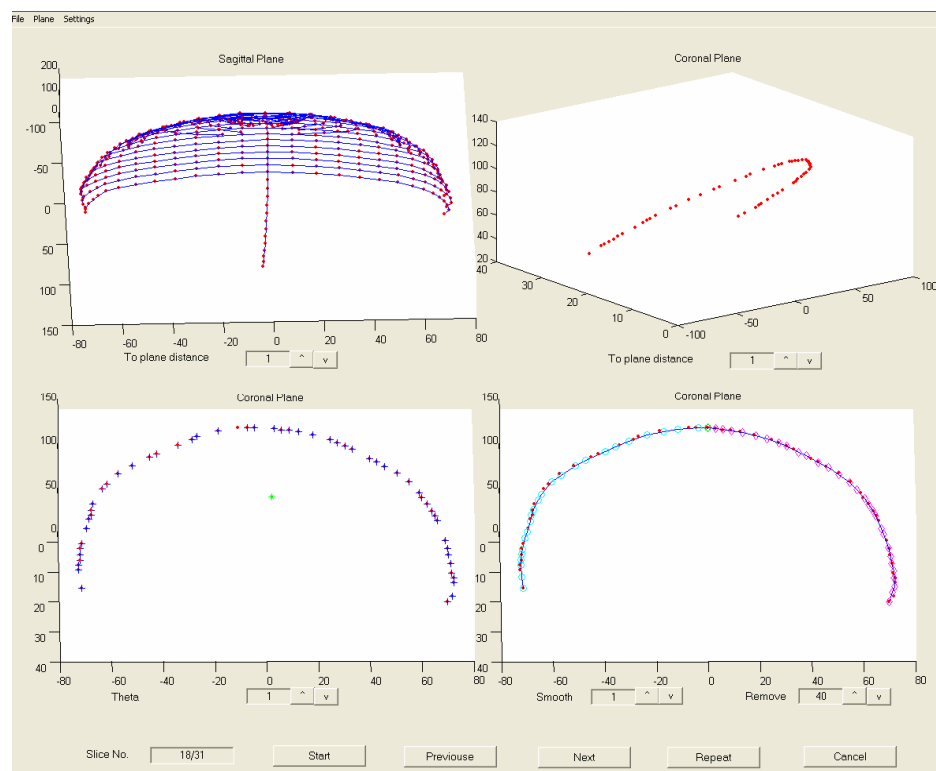 File Plane Settings
Sagittal Plane
200
100
0
-100
-50
0
50
100
150
-80 -60 -40 -20 0 20 40 60 80
To plane distance 1 ^ v
Coronal Plane
140
120
100
80
60
40
20
40
30
20
10
0
-100 -50 0 50 100
To plane distance 1 ^ v
Coronal Plane
150
100
50
0
0
10
20
30
40
-80 -60 -40 -20 0 20 40 60 80
Theta 1 ^ v
Coronal Plane
150
100
50
0
0
10
20
30
40
-80 -60 -40 -20 0 20 40 60 80
Smooth 1 ^ v Remove 40 ^ v
Slice No. 18/31 Start Previouse Next Repeat Cancel